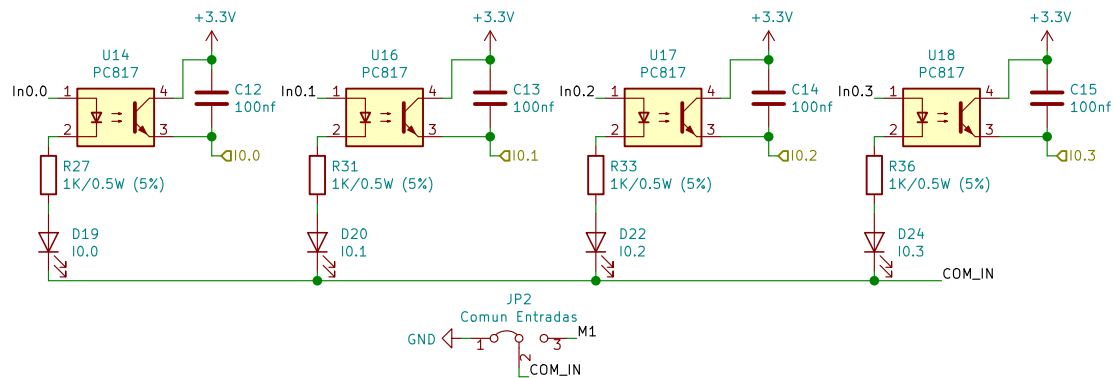 +3.3V
+3.3V
+3.3V
+3.3V
U14
PC817
U16
PC817
U17
PC817
U18
PC817
In0.0
1
4
2
3
C12
100nf
I0.0
In0.1
1
4
2
3
C13
100nf
I0.1
In0.2
1
4
2
3
C14
100nf
I0.2
In0.3
1
4
2
3
C15
100nf
I0.3
R27
1K/0.5W (5%)
R31
1K/0.5W (5%)
R33
1K/0.5W (5%)
R36
1K/0.5W (5%)
D19
I0.0
D20
I0.1
D22
I0.2
D24
I0.3
COM_IN
JP2
Comun Entradas
GND
1
2
3
M1
COM_IN